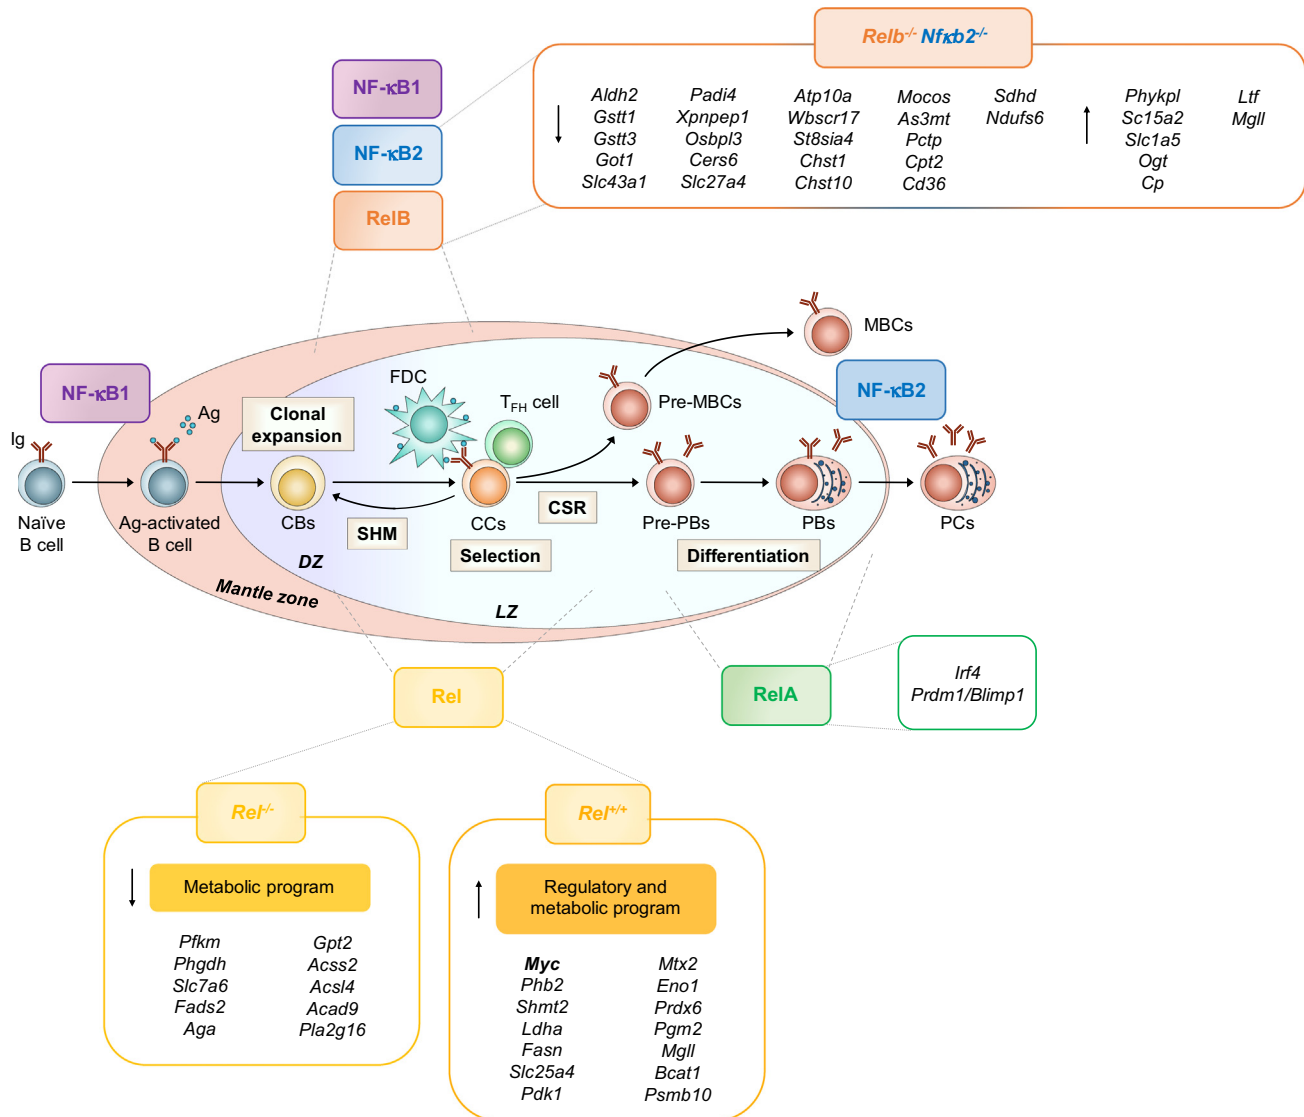 Relb-/- Nfκb2-/-
NF-κB1
NF-κB2
RelB
Aldh2 Padi4 Atp10a Mocos Sdhd Phykpl Ltf
Gstt1 Xpnpep1 Wbscr17 As3mt Ndufs6 Sc15a2 Mgll
Gstt3 Osbpl3 St8sia4 Pctp Slc1a5
Got1 Cers6 Chst1 Cpt2 Ogt
Slc43a1 Slc27a4 Chst10 Cd36 Cp
MBCs
NF-κB1
NF-κB2
FDC
TFH cell
Pre-MBCs
Ag
Ig
Clonal
expansion
Naïve
B cell
Ag-activated
B cell
CBs
SHM
CCs
CSR
Pre-PBs
PBs
PCs
Selection
Differentiation
DZ
Mantle zone
LZ
Rel
RelA
Irf4
Prdm1/Blimp1
Rel-/-
Metabolic program
Pfkm Gpt2
Phgdh Acss2
Slc7a6 Acsl4
Fads2 Acad9
Aga Pla2g16
Rel+/+
Regulatory and
metabolic program
Myc Mtx2
Phb2 Eno1
Shmt2 Prdx6
Ldha Pgm2
Fasn Mgll
Slc25a4 Bcat1
Pdk1 Psmb10